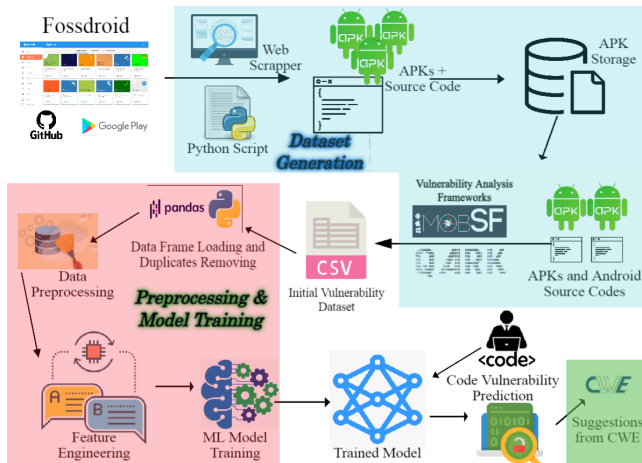 Fossdroid
GitHub
Google Play
Web
Scrapper
Python Script
apk
apk
apk
APKs +
Source Code
Dataset
Generation
APK
Storage
Vulnerability Analysis
Frameworks
MOBSF
apk
apk
APKs and Android
Source Codes
CSV
Initial Vulnerability
Dataset
pandas
Data Frame Loading and
Duplicates Removing
Data
Preprocessing
Preprocessing &
Model Training
A
B
Feature
Engineering
ML Model
Training
Trained Model
<code>
Code Vulnerability
Prediction
CWE
Suggestions
from CWE